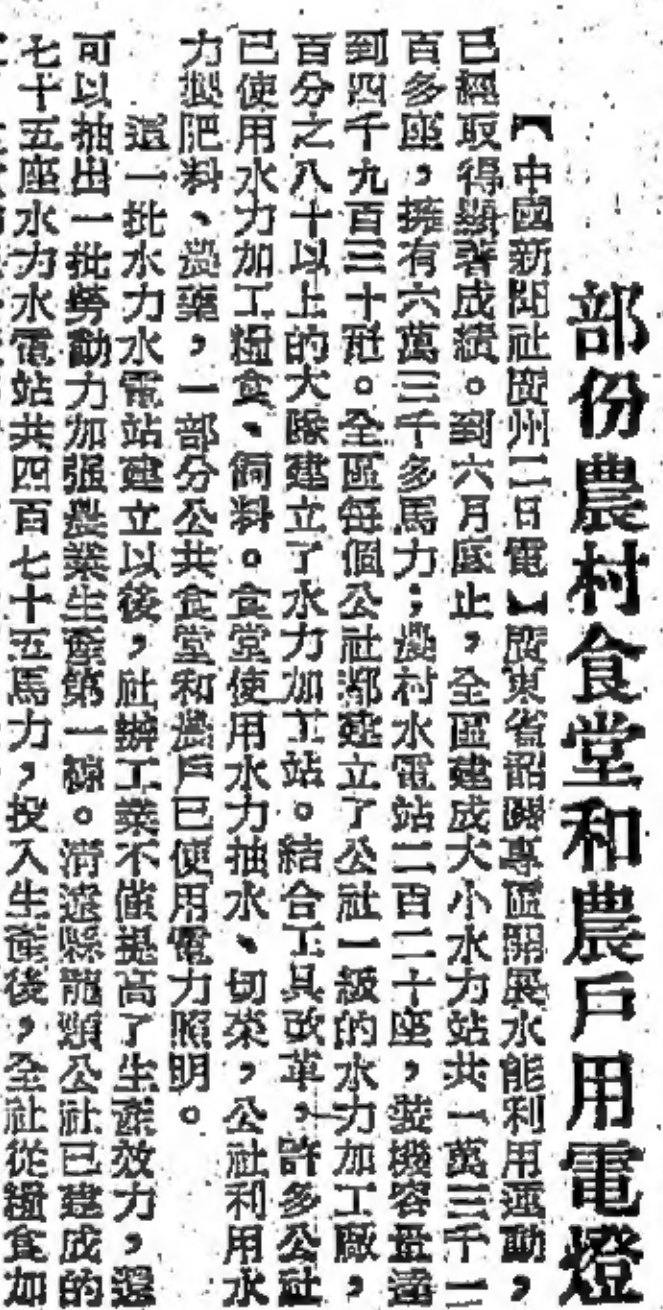 部份農村食堂和農戶用電燈
【中國新聞社廣州二日電】廣東省韶關專區開展水能利用運動，
已經取得顯著成績。到六月底止，全區建成大小水力站共一萬三千一
百多座，擁有六萬三千多馬力；農村水電站二百二十座，裝機容量達
到四千九百三十瓩。全區每個公社都建立了公社一級的水力加工廠，
百分之八十以上的大隊建立了水力加工站。結合工具改革，許多公社
已使用水力加工糧食、飼料。食堂使用水力抽水、切菜，公社利用水
力製肥料、農藥，一部分公共食堂和農戶已使用電力照明。
這一批水力水電站建立以後，社辦工業不僅提高了生產效力，還
可以抽出一批勞動力加强農業生產第一線。清遠縣龍頸公社已建成的
七十五座水力水電站共四百七十五馬力，投入生產後，全社從糧食加